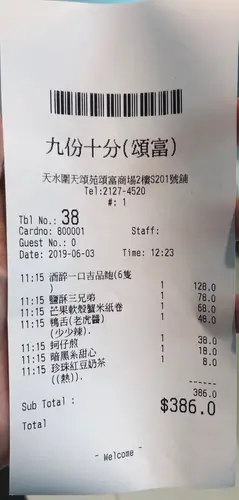 九份十分(頌富)
天水圍天頌苑頌富商場2樓S201號舖
Tel:2127-4520
#: 1
Tbl No.: 38
Cardno: 800001 Staff:
Guest No.: 0
Date: 2019-06-03 Time: 12:23
11:15 酒醉一口吉品鮑(6隻 1 128.0
)
11:15 鹽酥三兄弟 1 78.0
11:15 芒果軟殼蟹米紙卷 1 68.0
11:15 鴨舌(老虎醬) 1 48.0
(少少辣).
11:15 蚵仔煎 1 38.0
11:15 暗黑糸甜心 1 18.0
11:15 珍珠紅豆奶茶 1 8.0
((熱)).
------
386.0
Sub Total : $386.0
Total
- Welcome -